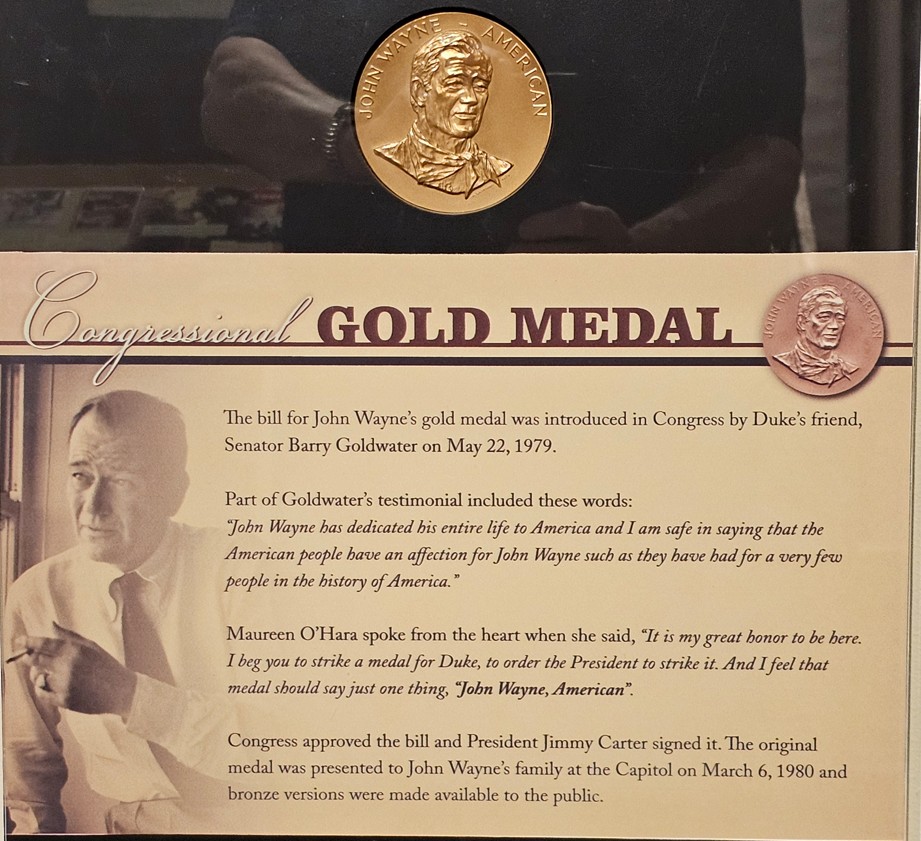 JOHN WAYNE - AMERICAN
Congressional GOLD MEDAL
JOHN WAYNE - AMERICAN
The bill for John Wayne's gold medal was introduced in Congress by Duke's friend,
Senator Barry Goldwater on May 22, 1979.
Part of Goldwater's testimonial included these words:
"John Wayne has dedicated his entire life to America and I am safe in saying that the
American people have an affection for John Wayne such as they have had for a very few
people in the history of America."
Maureen O'Hara spoke from the heart when she said, "It is my great honor to be here.
I beg you to strike a medal for Duke, to order the President to strike it. And I feel that
medal should say just one thing, "John Wayne, American".
Congress approved the bill and President Jimmy Carter signed it. The original
medal was presented to John Wayne's family at the Capitol on March 6, 1980 and
bronze versions were made available to the public.